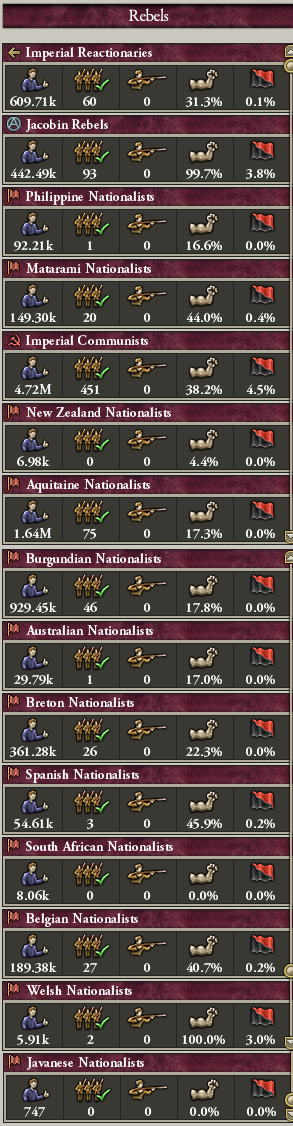 Rebels
Imperial Reactionaries
609.71k 60 0 31.3% 0.1%
Jacobin Rebels
442.49k 93 0 99.7% 3.8%
Philippine Nationalists
92.21k 1 0 16.6% 0.0%
Matarami Nationalists
149.30k 20 0 44.0% 0.4%
Imperial Communists
4.72M 451 0 38.2% 4.5%
New Zealand Nationalists
6.98k 0 0 4.4% 0.0%
Aquitaine Nationalists
1.64M 75 0 17.3% 0.0%
Burgundian Nationalists
929.45k 46 0 17.8% 0.0%
Australian Nationalists
29.79k 1 0 17.0% 0.0%
Breton Nationalists
361.28k 26 0 22.3% 0.0%
Spanish Nationalists
54.61k 3 0 45.9% 0.2%
South African Nationalists
8.06k 0 0 0.0% 0.0%
Belgian Nationalists
189.38k 27 0 40.7% 0.2%
Welsh Nationalists
5.91k 2 0 100.0% 3.0%
Javanese Nationalists
747 0 0 0.0% 0.0%